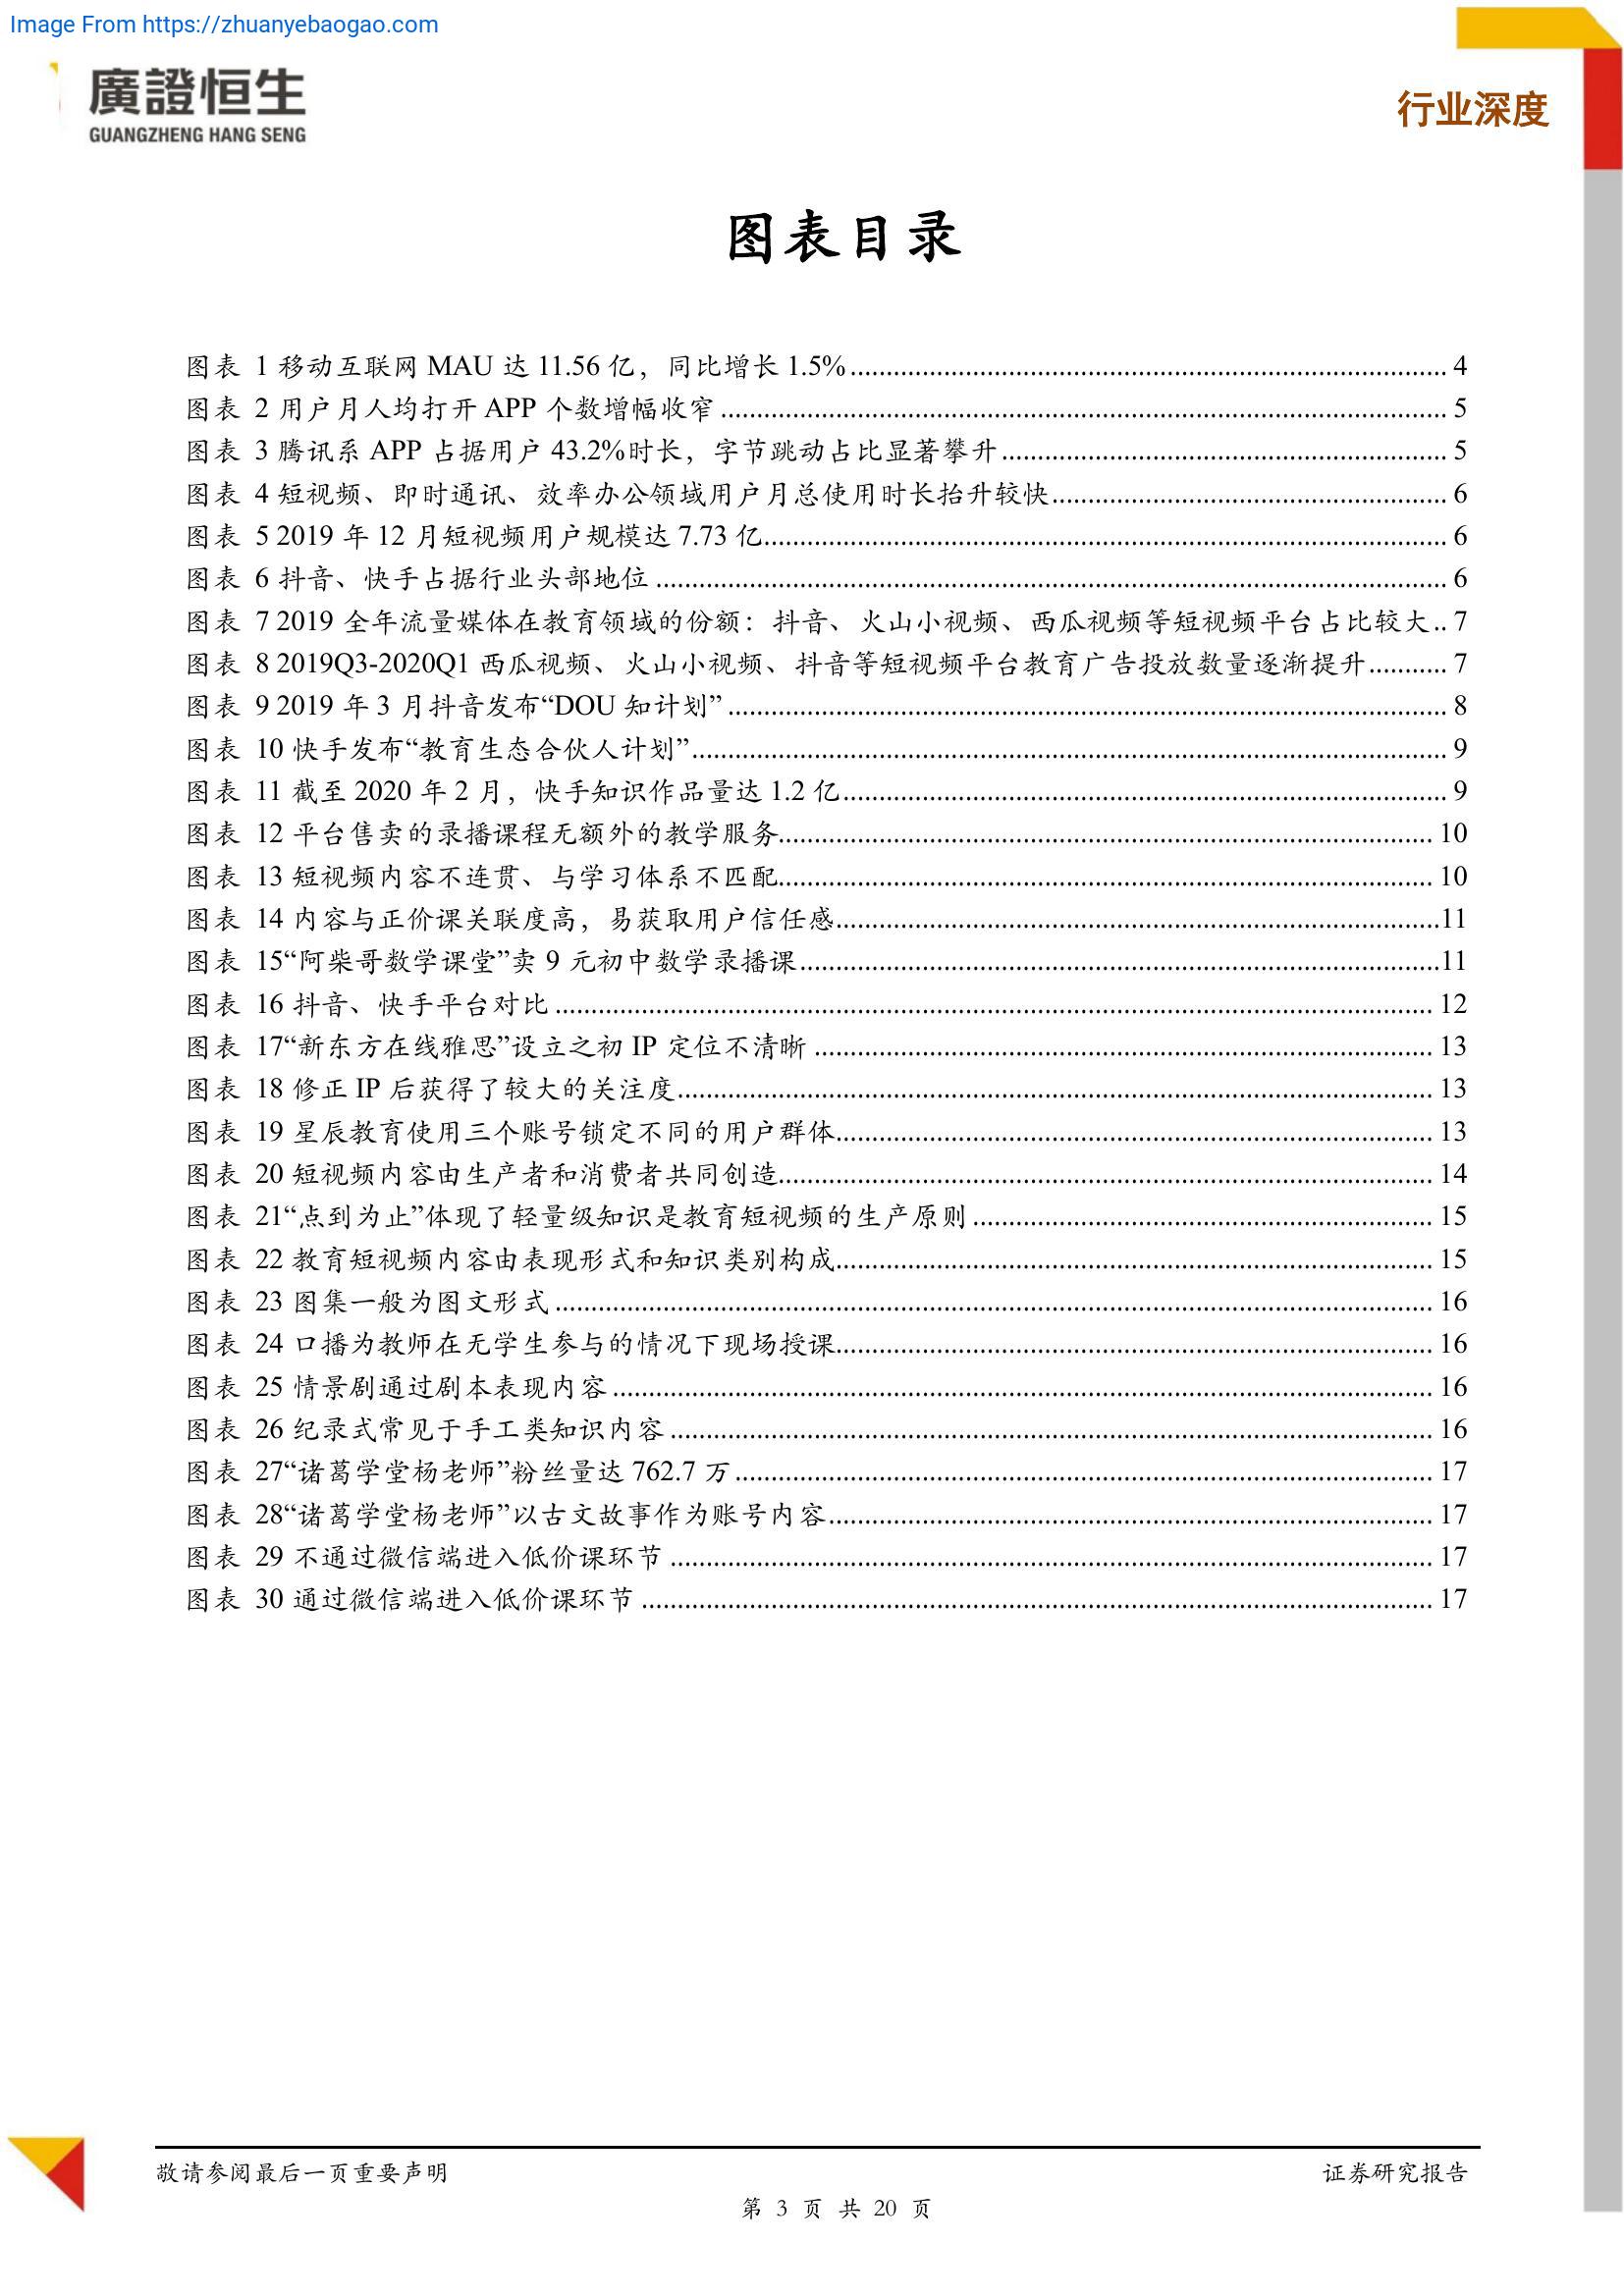 Image From https://zhuanyebaogao.com
廣證恒生
GUANGZHENG HANG SENG
行业深度
图表目录
图表 1 移动互联网 MAU 达 11.56 亿，同比增长 1.5%........4
图表 2 用户月人均打开 APP 个数增幅收窄........5
图表 3 腾讯系 APP 占据用户 43.2%时长，字节跳动占比显著攀升........5
图表 4 短视频、即时通讯、效率办公领域用户月总使用时长抬升较快........6
图表 5 2019 年 12 月短视频用户规模达 7.73 亿........6
图表 6 抖音、快手占据行业头部地位........6
图表 7 2019 全年流量媒体在教育领域的份额：抖音、火山小视频、西瓜视频等短视频平台占比较大..7
图表 8 2019Q3-2020Q1 西瓜视频、火山小视频、抖音等短视频平台教育广告投放数量逐渐提升........7
图表 9 2019 年 3 月抖音发布“DOU 知计划”........8
图表 10 快手发布“教育生态合伙人计划”........9
图表 11 截至 2020 年 2 月，快手知识作品量达 1.2 亿........9
图表 12 平台售卖的录播课程无额外的教学服务........10
图表 13 短视频内容不连贯、与学习体系不匹配........10
图表 14 内容与正价课关联度高，易获取用户信任感........11
图表 15“阿柴哥数学课堂”卖 9 元初中数学录播课........11
图表 16 抖音、快手平台对比........12
图表 17“新东方在线雅思”设立之初 IP 定位不清晰........13
图表 18 修正 IP 后获得了较大的关注度........13
图表 19 星辰教育使用三个账号锁定不同的用户群体........13
图表 20 短视频内容由生产者和消费者共同创造........14
图表 21“点到为止”体现了轻量级知识是教育短视频的生产原则........15
图表 22 教育短视频内容由表现形式和知识类别构成........15
图表 23 图集一般为图文形式........16
图表 24 口播为教师在无学生参与的情况下现场授课........16
图表 25 情景剧通过剧本表现内容........16
图表 26 纪录式常见于手工类知识内容........16
图表 27“诸葛学堂杨老师”粉丝量达 762.7 万........17
图表 28“诸葛学堂杨老师”以古文故事作为账号内容........17
图表 29 不通过微信端进入低价课环节........17
图表 30 通过微信端进入低价课环节........17
敬请参阅最后一页重要声明
证券研究报告
第 3 页 共 20 页